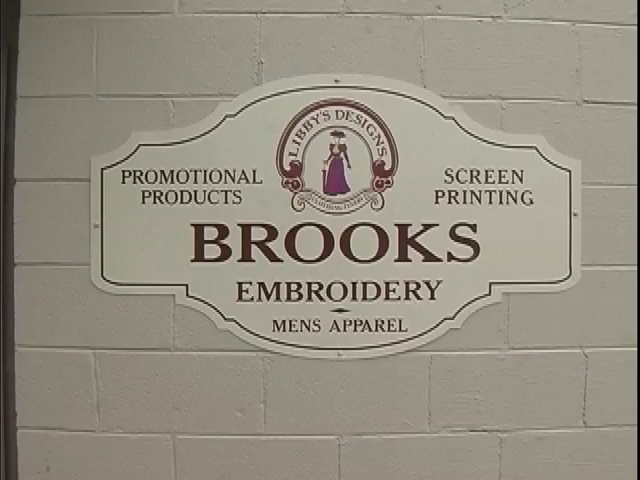 LIBBY'S DESIGNS
PROMOTIONAL
PRODUCTS
SCREEN
PRINTING
BROOKS
EMBROIDERY
MENS APPAREL